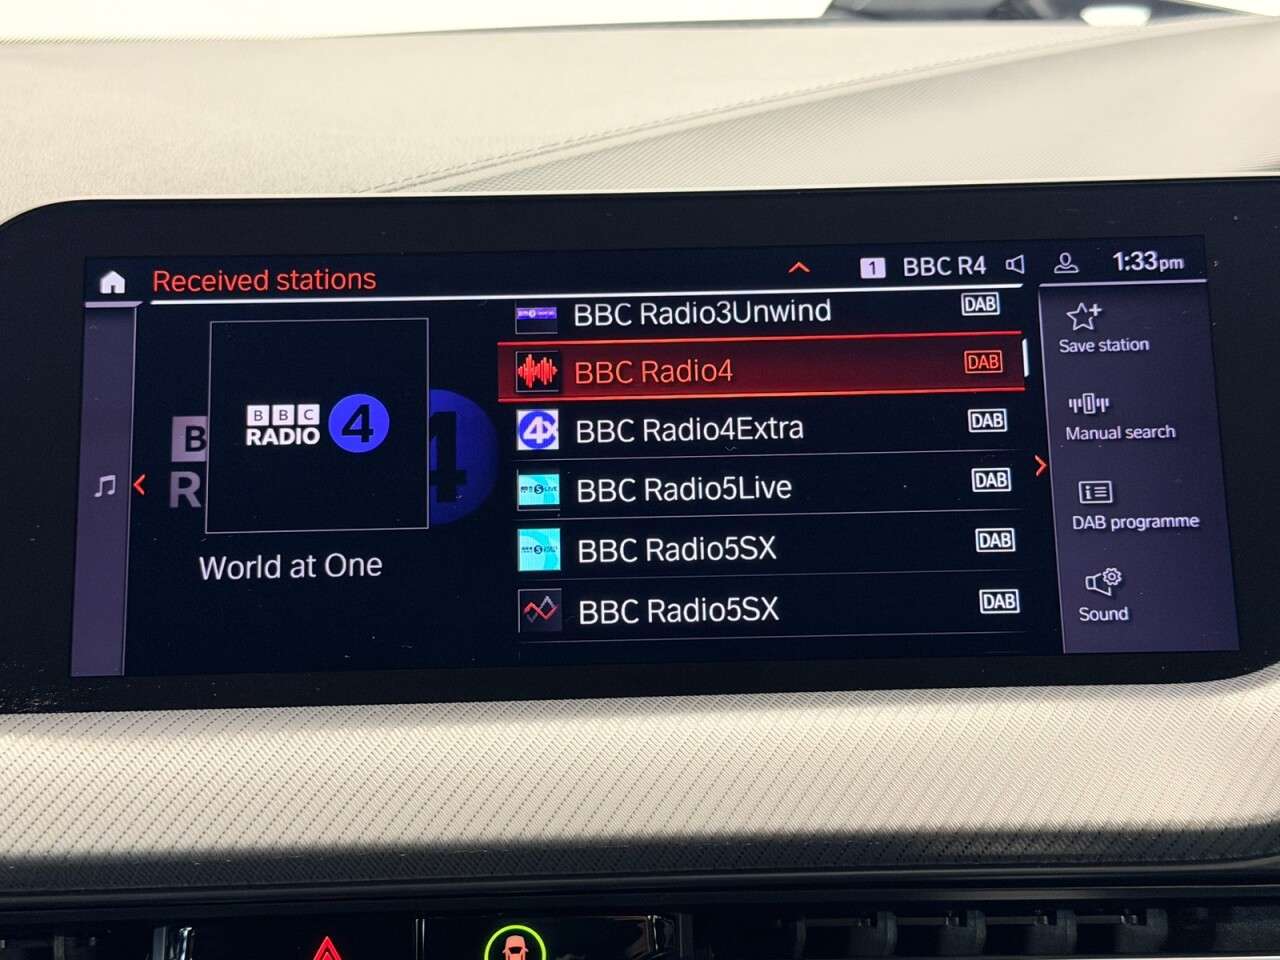 Received stations
1 BBC R4
1:33pm
BBC Radio3Unwind DAB
BBC Radio4 DAB
BBC Radio4Extra DAB
BBC Radio5Live DAB
BBC Radio5SX DAB
BBC Radio5SX DAB
BBC
RADIO 4
World at One
Save station
Manual search
DAB programme
Sound
B
R
4
4X